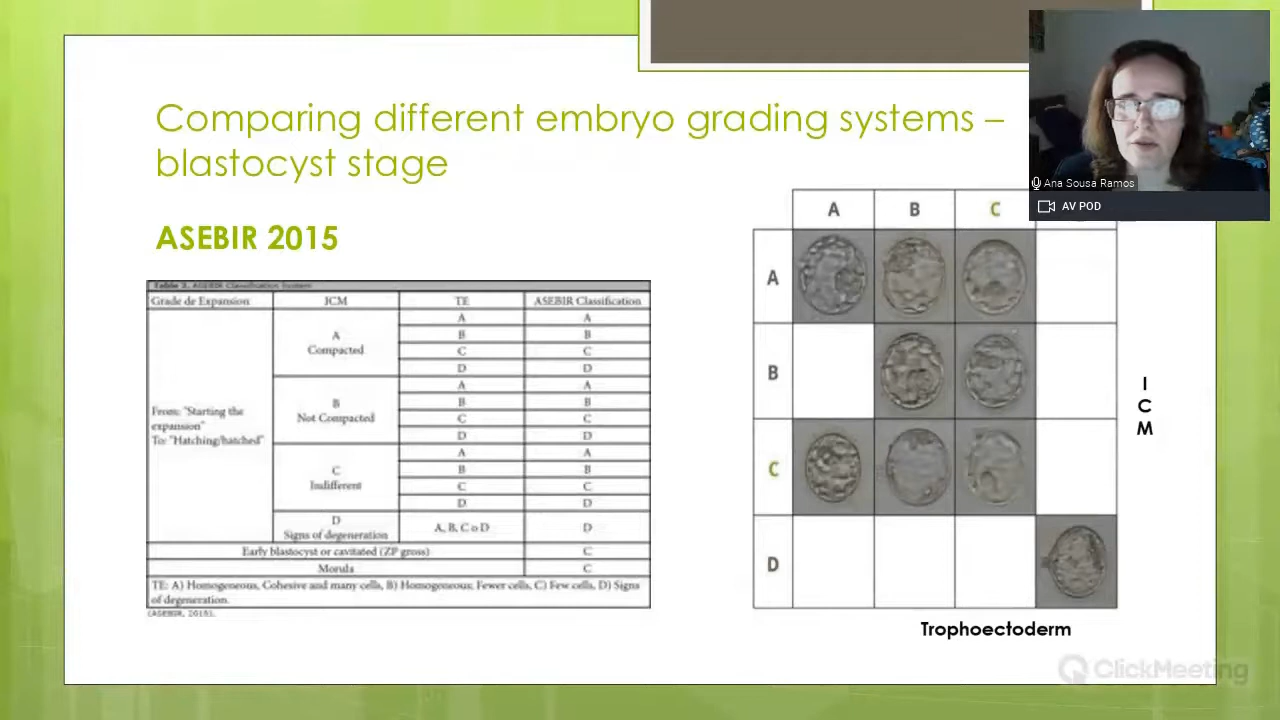 Comparing different embryo grading systems –
blastocyst stage
Ana Sousa Ramos
AV POD
ASEBIR 2015
Table 2. ASEBIR Classification System
Grade de Expansion ICM TE ASEBIR Classification
From: "Starting the
expansion"
To: "Hatching/hatched"
A
Compacted
A A
B B
C C
D D
B
Not Compacted
A A
B B
C C
D D
C
Indifferent
A A
B B
C C
D D
D
Signs of degeneration
A, B, C o D D
Early blastocyst or cavitated (ZP gross) C
Morula C
TE: A) Homogeneous, Cohesive and many cells, B) Homogeneous, Fewer cells, C) Few cells, D) Signs
of degeneration.
(ASEBIR, 2015).
A B C
A
B
C
D
I
C
M
Trophoectoderm
ClickMeeting